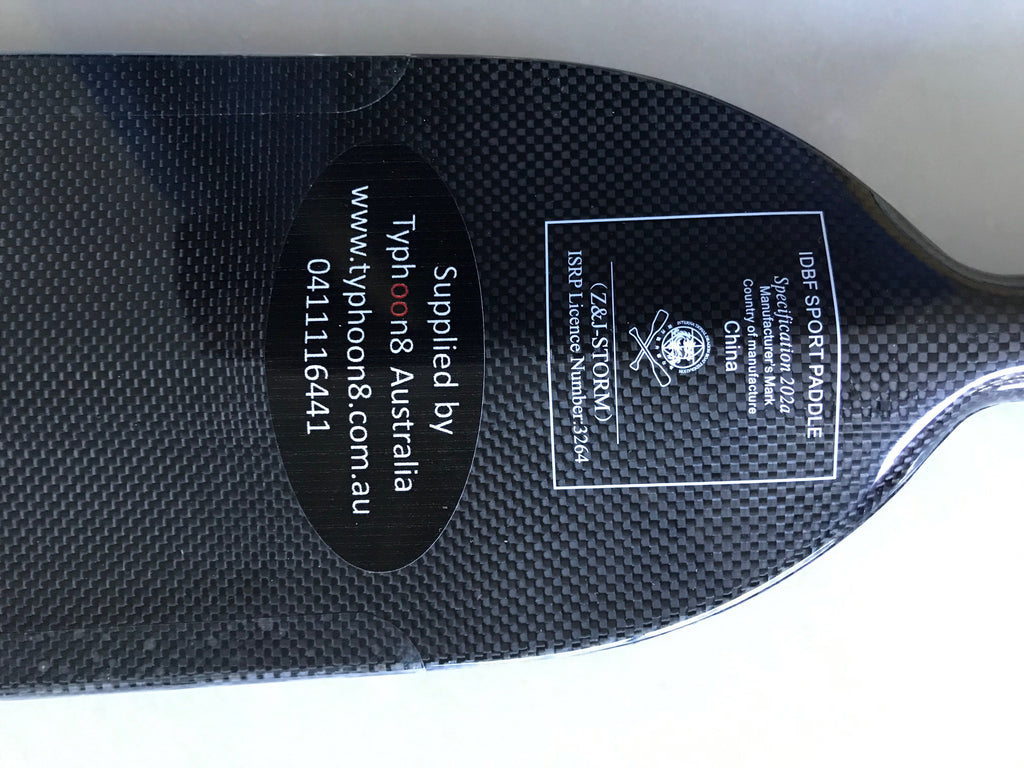 IDBF SPORT PADDLE
Specification 202a
Manufacturer's Mark
Country of manufacture
China
(Z&J-STORM)
ISRP Licence Number:3264
Supplied by
Typhoon8 Australia
www.typhoon8.com.au
0411116441